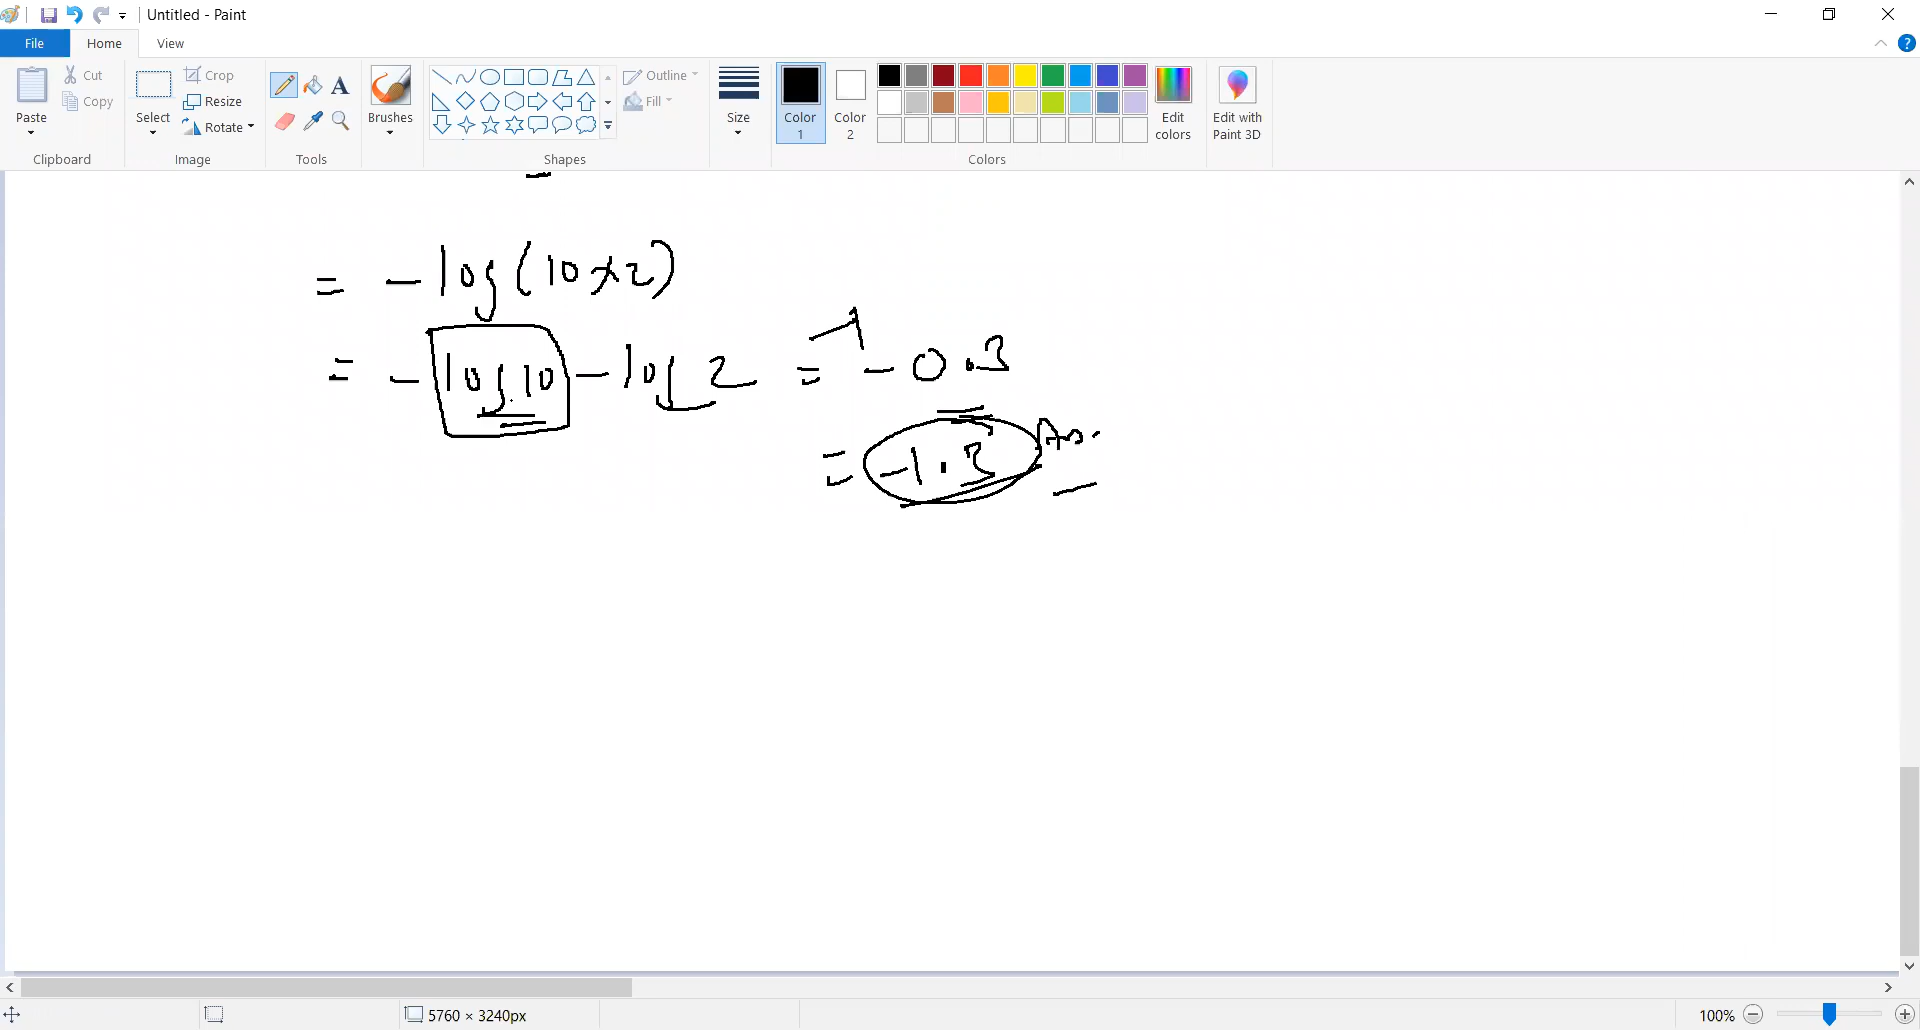 Untitled - Paint
File Home View
Paste Cut Copy Clipboard
Select Crop Resize Rotate Image
Tools
Brushes
Shapes Outline Fill
Size
Color 1 Color 2 Edit colors Colors
Edit with Paint 3D
= -log(10×2)
= -log 10 - log 2 = -1 - 0.3
= -1.3 Ans.
5760 × 3240px 100%